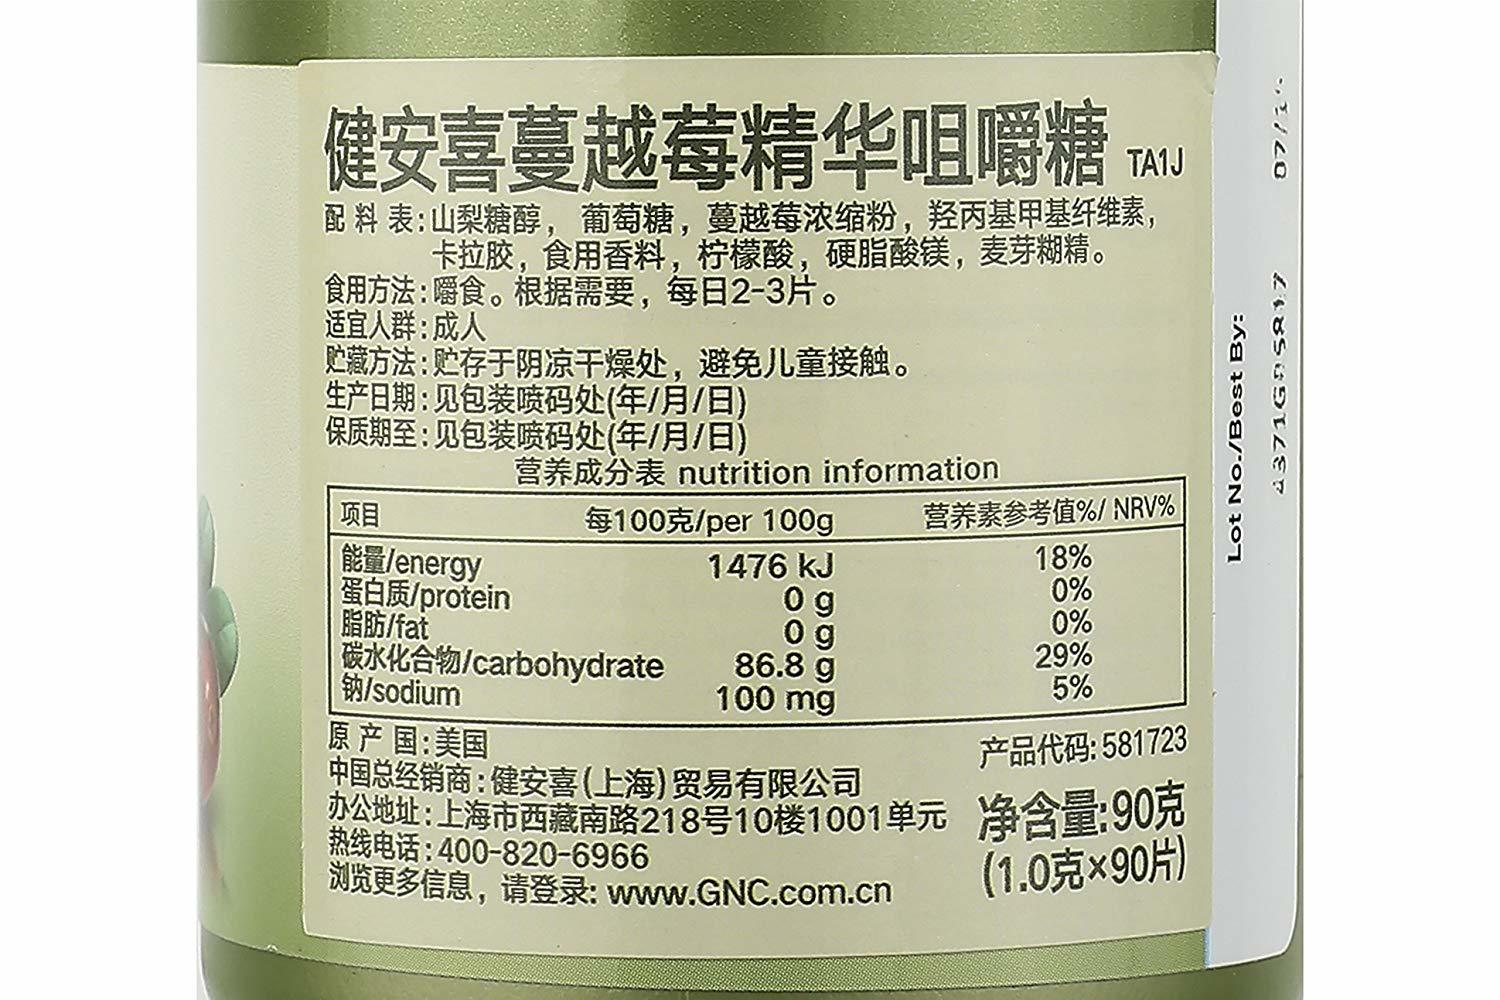 健安喜蔓越莓精华咀嚼糖 TA1J
配 料 表:山梨糖醇， 葡萄糖，蔓越莓浓缩粉，羟丙基甲基纤维素，
卡拉胶，食用香料，柠檬酸，硬脂酸镁，麦芽糊精。
食用方法:嚼食。根据需要，每日2-3片。
适宜人群:成人
贮藏方法:贮存于阴凉干燥处，避免儿童接触。
生产日期:见包装喷码处(年/月/日)
保质期至:见包装喷码处(年/月/日)
营养成分表 nutrition information
项目 每100克/per 100g 营养素参考值%/ NRV%
能量/energy 1476 kJ 18%
蛋白质/protein 0 g 0%
脂肪/fat 0 g 0%
碳水化合物/carbohydrate 86.8 g 29%
钠/sodium 100 mg 5%
原 产 国:美国
产品代码:581723
中国总经销商:健安喜(上海)贸易有限公司
办公地址:上海市西藏南路218号10楼1001单元
热线电话:400-820-6966
浏览更多信息，请登录: www.GNC.com.cn
净含量:90克
(1.0克×90片)
Lot No./Best By: